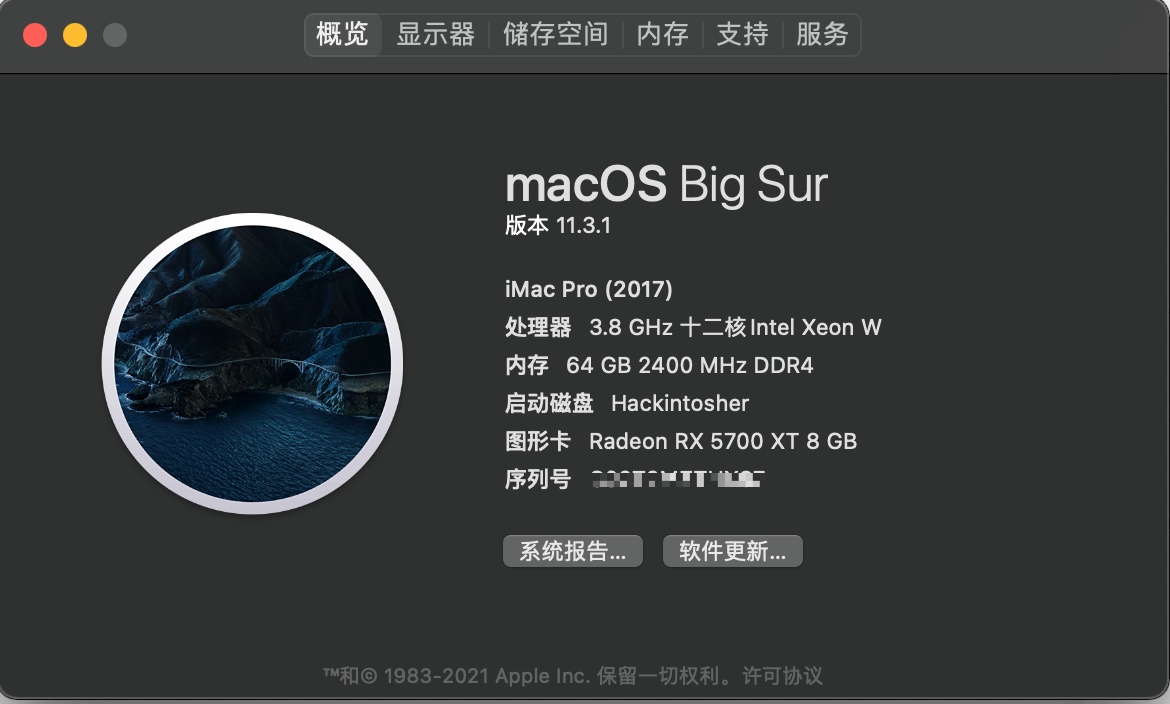 概览 显示器 储存空间 内存 支持 服务
macOS Big Sur
版本 11.3.1
iMac Pro (2017)
处理器 3.8 GHz 十二核Intel Xeon W
内存 64 GB 2400 MHz DDR4
启动磁盘 Hackintosher
图形卡 Radeon RX 5700 XT 8 GB
序列号
系统报告... 软件更新...
™和© 1983-2021 Apple Inc. 保留一切权利。许可协议